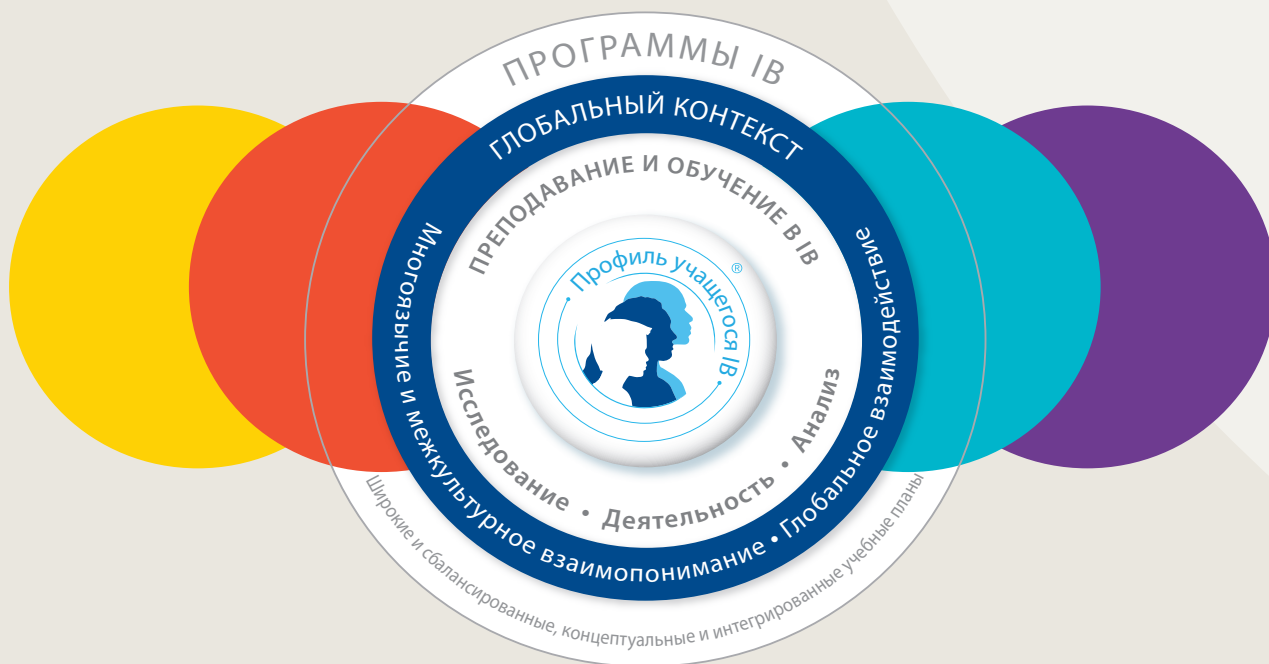 ПРОГРАММЫ IB
ГЛОБАЛЬНЫЙ КОНТЕКСТ
ПРЕПОДАВАНИЕ И ОБУЧЕНИЕ В IB
Профиль учащегося IB
®
Исследование • Деятельность • Анализ
Многоязычие и межкультурное взаимопонимание • Глобальное взаимодействие
Широкие и сбалансированные, концептуальные и интегрированные учебные планы